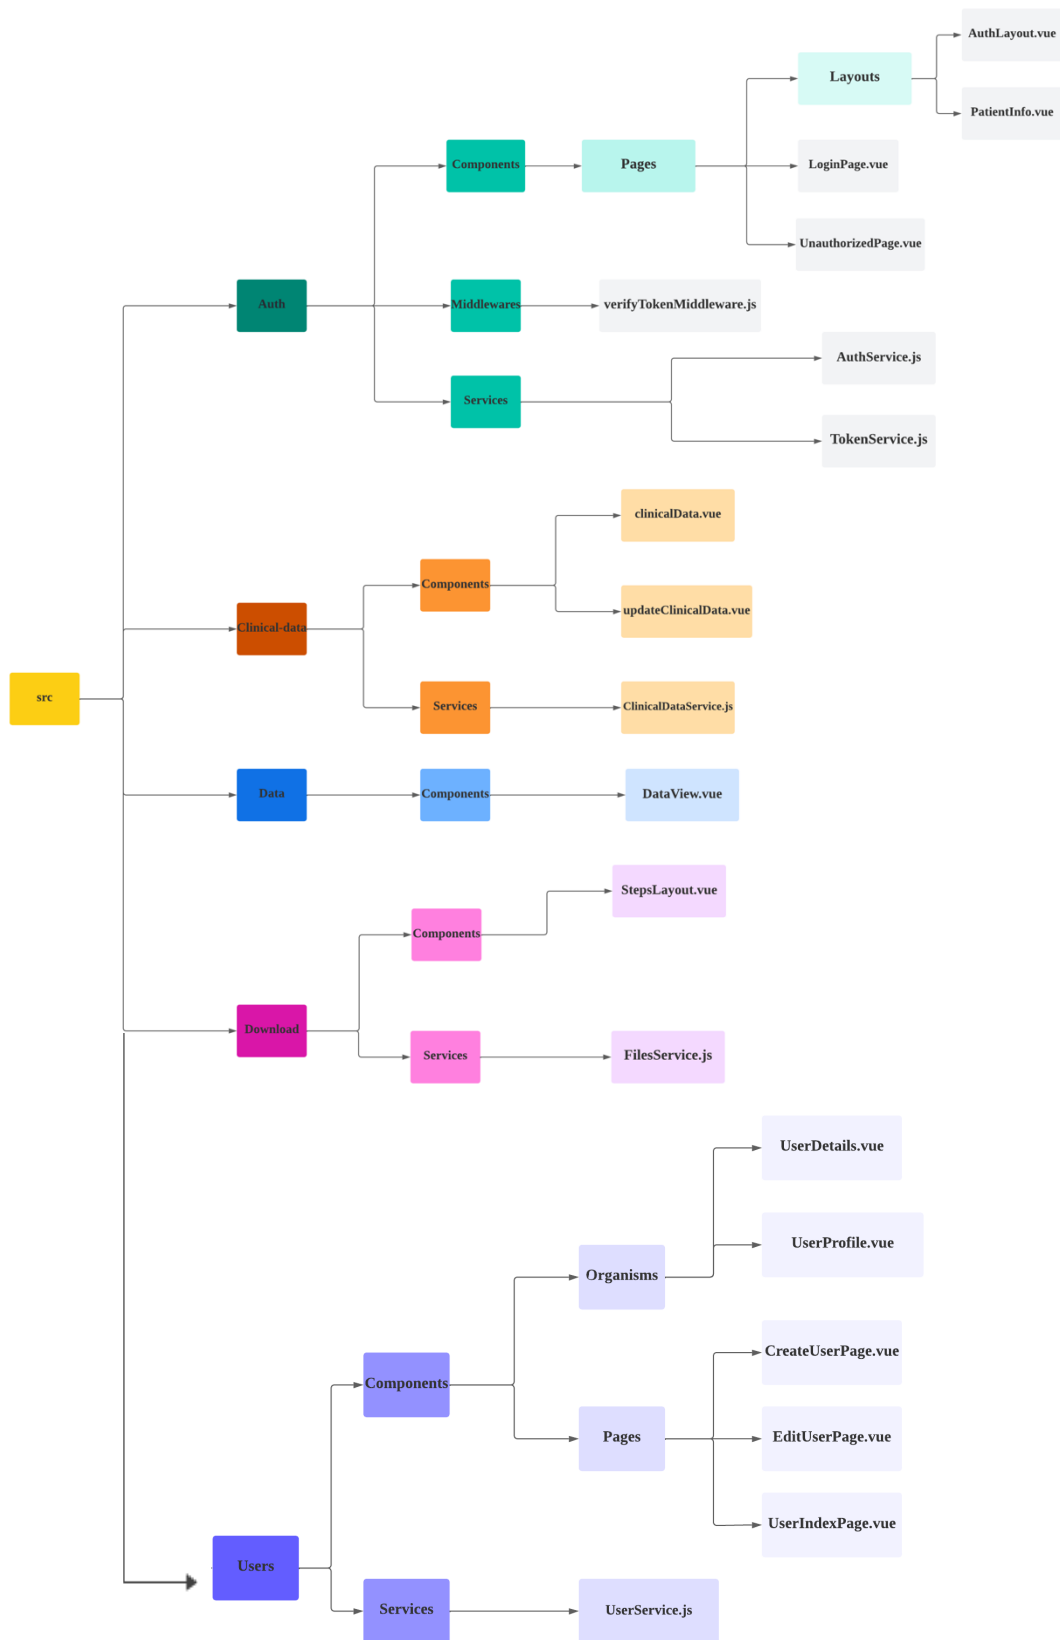 AuthLayout.vue
Layouts
PatientInfo.vue
Components
Pages
LoginPage.vue
UnauthorizedPage.vue
Auth
Middlewares
verifyTokenMiddleware.js
AuthService.js
Services
TokenService.js
clinicalData.vue
Components
updateClinicalData.vue
Clinical-data
src
Services
ClinicalDataService.js
Data
Components
DataView.vue
StepsLayout.vue
Components
Download
Services
FilesService.js
UserDetails.vue
UserProfile.vue
Organisms
CreateUserPage.vue
Components
Pages
EditUserPage.vue
UserIndexPage.vue
Users
Services
UserService.js